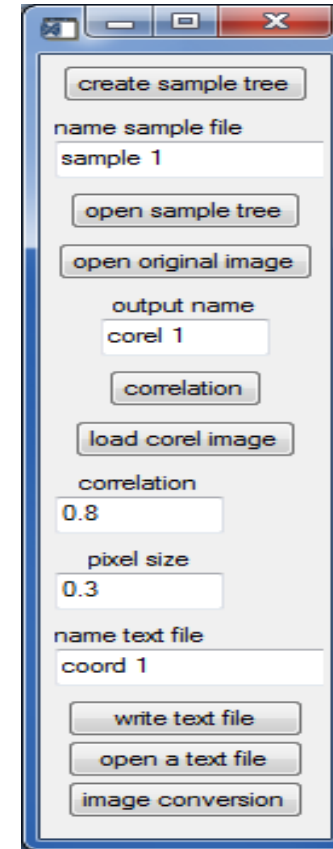 create sample tree
name sample file
sample 1
open sample tree
open original image
output name
corel 1
correlation
load corel image
correlation
0.8
pixel size
0.3
name text file
coord 1
write text file
open a text file
image conversion